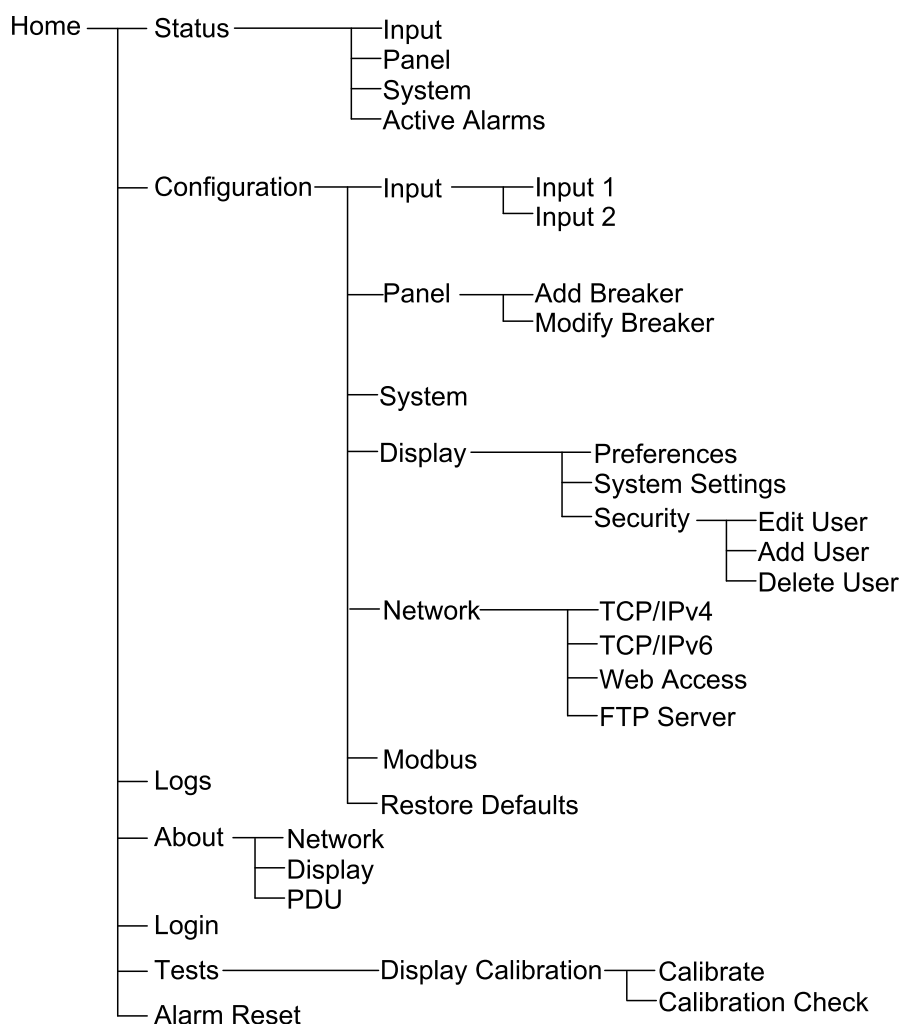 Home
Status
Input
Panel
System
Active Alarms
Configuration
Input
Input 1
Input 2
Panel
Add Breaker
Modify Breaker
System
Display
Preferences
System Settings
Security
Edit User
Add User
Delete User
Network
TCP/IPv4
TCP/IPv6
Web Access
FTP Server
Modbus
Restore Defaults
Logs
About
Network
Display
PDU
Login
Tests
Display Calibration
Calibrate
Calibration Check
Alarm Reset